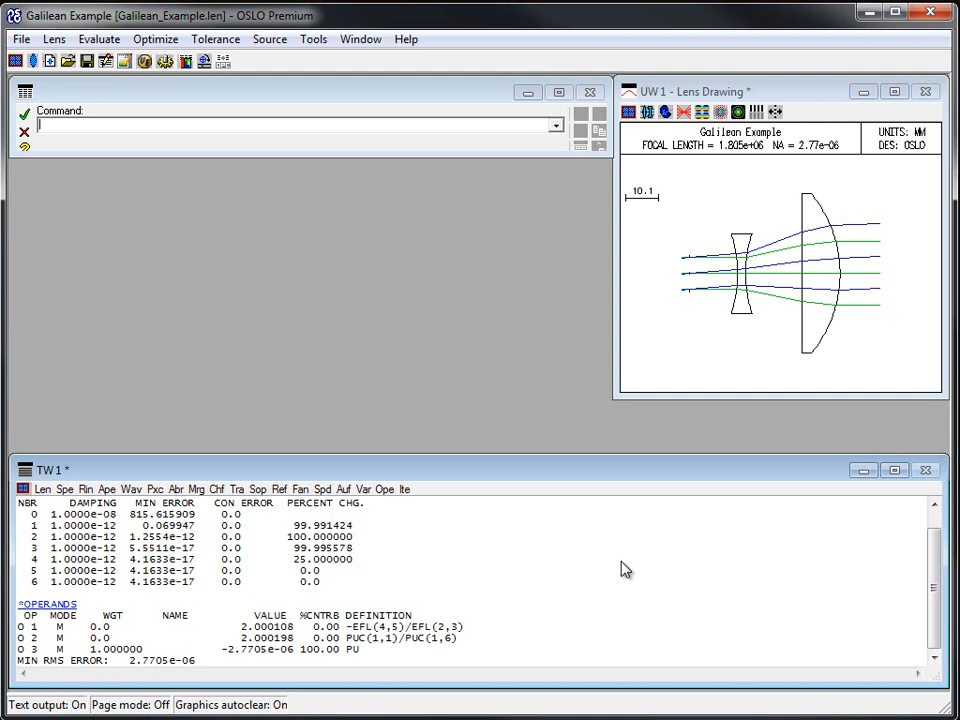 Galilean Example [Galilean_Example.len] - OSLO Premium
File Lens Evaluate Optimize Tolerance Source Tools Window Help
Command:
UW 1 - Lens Drawing *
Galilean Example
FOCAL LENGTH = 1.805e+06 NA = 2.77e-06
UNITS: MM
DES: OSLO
10.1
TW 1 *
Len Spe Rin Ape Wav Pxc Abr Mrg Chf Tra Sop Ref Fan Spd Auf Var Ope Ite
NBR DAMPING MIN ERROR CON ERROR PERCENT CHG.
0 1.0000e-08 815.615909 0.0
1 1.0000e-12 0.069947 0.0 99.991424
2 1.0000e-12 1.2554e-12 0.0 100.000000
3 1.0000e-12 5.5511e-17 0.0 99.995578
4 1.0000e-12 4.1633e-17 0.0 25.000000
5 1.0000e-12 4.1633e-17 0.0 0.0
6 1.0000e-12 4.1633e-17 0.0 0.0
*OPERANDS
OP MODE WGT NAME VALUE %CNTRB DEFINITION
O 1 M 0.0 2.000108 0.00 -EFL(4,5)/EFL(2,3)
O 2 M 0.0 2.000198 0.00 PUC(1,1)/PUC(1,6)
O 3 M 1.000000 -2.7705e-06 100.00 PU
MIN RMS ERROR: 2.7705e-06
Text output: On Page mode: Off Graphics autoclear: On